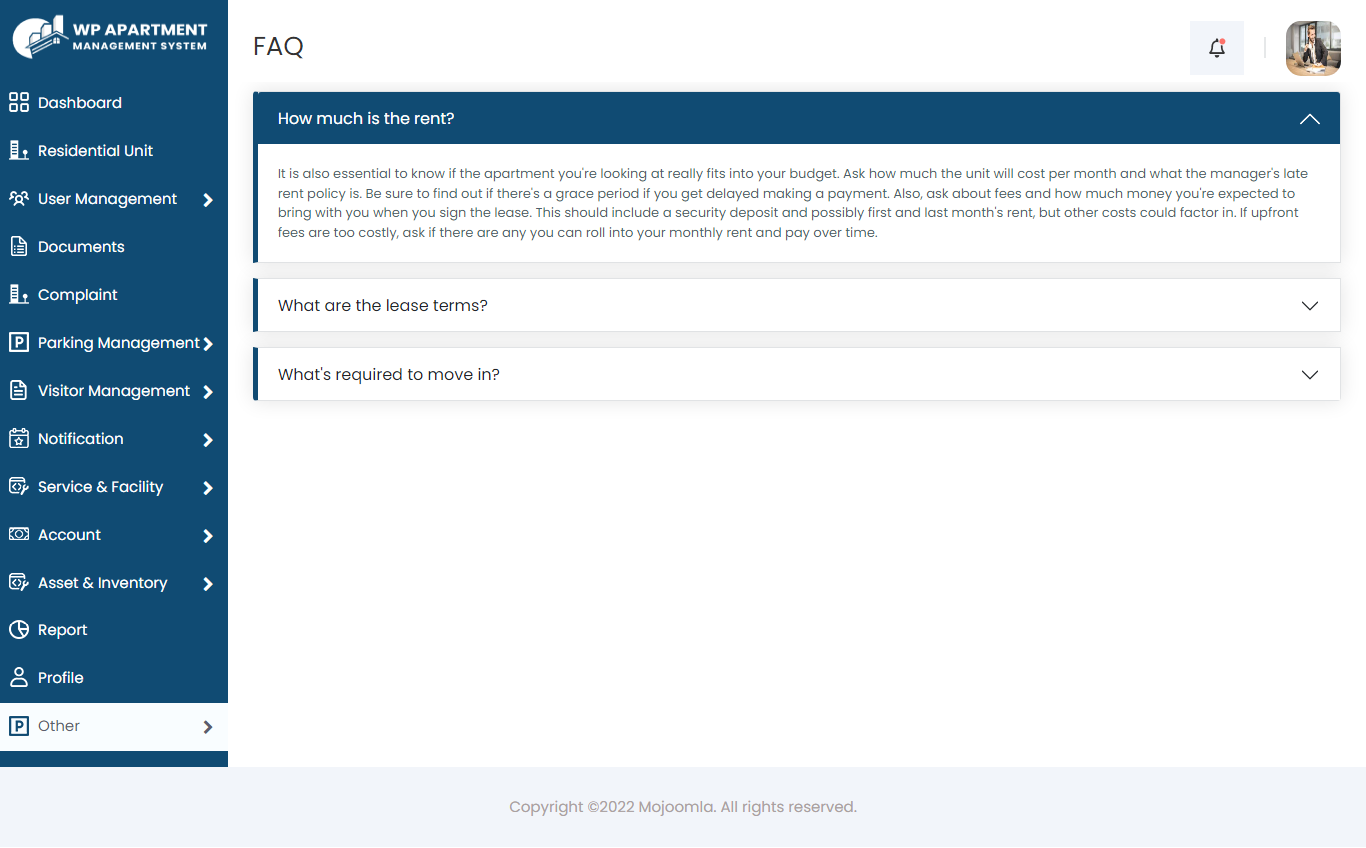 WP APARTMENT
MANAGEMENT SYSTEM
Dashboard
Residential Unit
User Management
Documents
Complaint
Parking Management
Visitor Management
Notification
Service & Facility
Account
Asset & Inventory
Report
Profile
Other
FAQ
How much is the rent?
It is also essential to know if the apartment you're looking at really fits into your budget. Ask how much the unit will cost per month and what the manager's late
rent policy is. Be sure to find out if there's a grace period if you get delayed making a payment. Also, ask about fees and how much money you're expected to
bring with you when you sign the lease. This should include a security deposit and possibly first and last month's rent, but other costs could factor in. If upfront
fees are too costly, ask if there are any you can roll into your monthly rent and pay over time.
What are the lease terms?
What's required to move in?
Copyright ©2022 Mojoomla. All rights reserved.